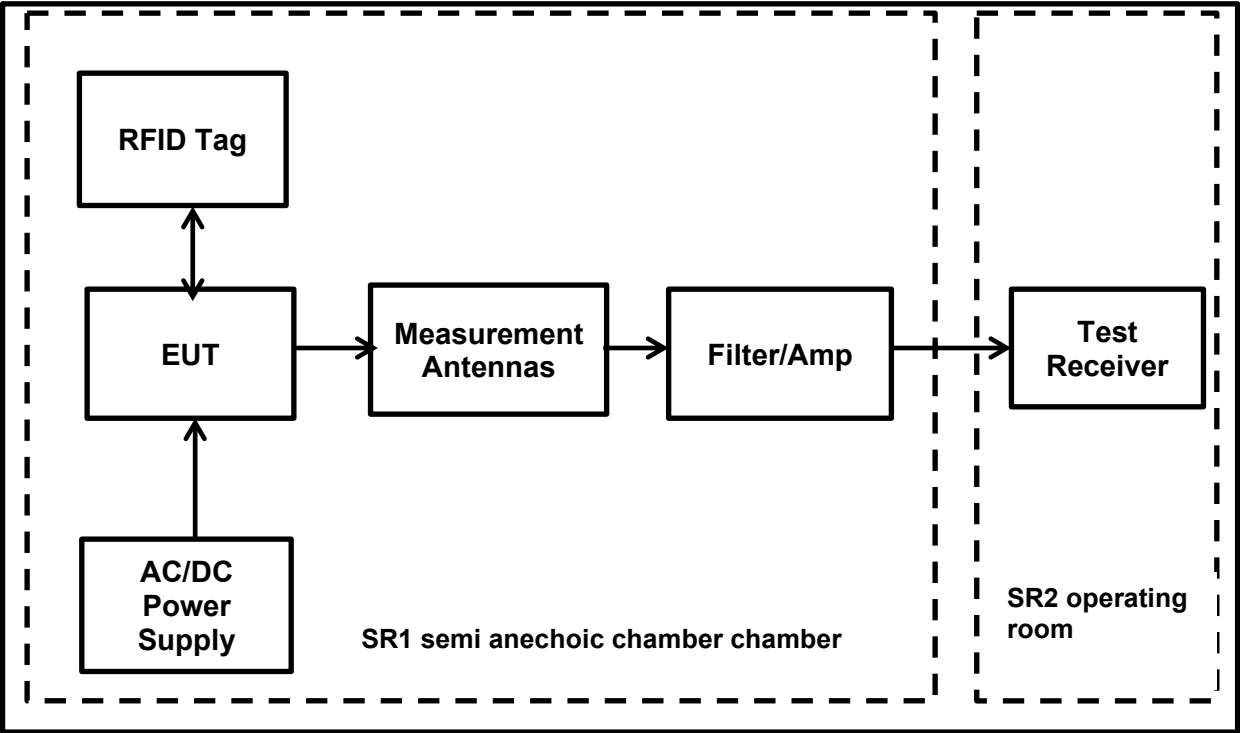 RFID Tag
EUT
Measurement
Antennas
Filter/Amp
Test
Receiver
AC/DC
Power
Supply
SR1 semi anechoic chamber chamber
SR2 operating
room